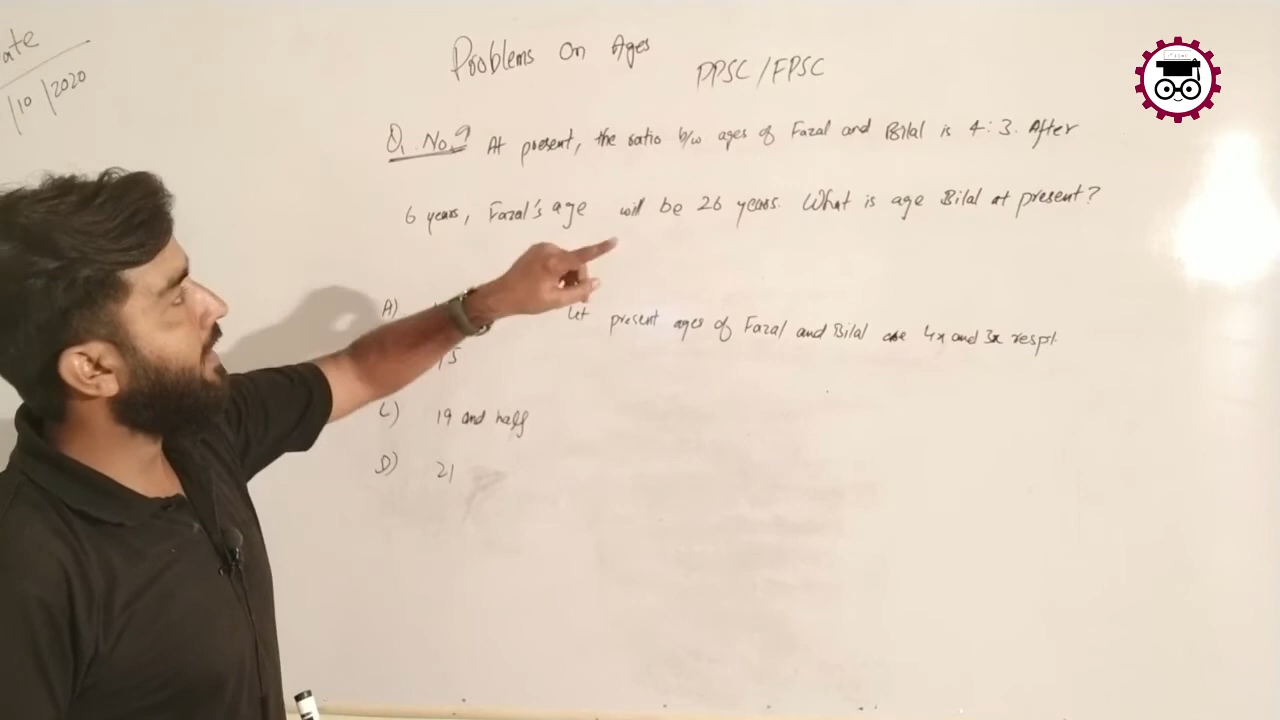 ate
/10/2020
Problems On Ages
PPSC/FPSC
Q. No.9 At present, the ratio b/w ages of Fazal and Bilal is 4:3. After
6 years, Fazal's age will be 26 years. What is age Bilal at present?
A)
15
C) 19 and half
D) 21
Let present ages of Fazal and Bilal are 4x and 3x respt.